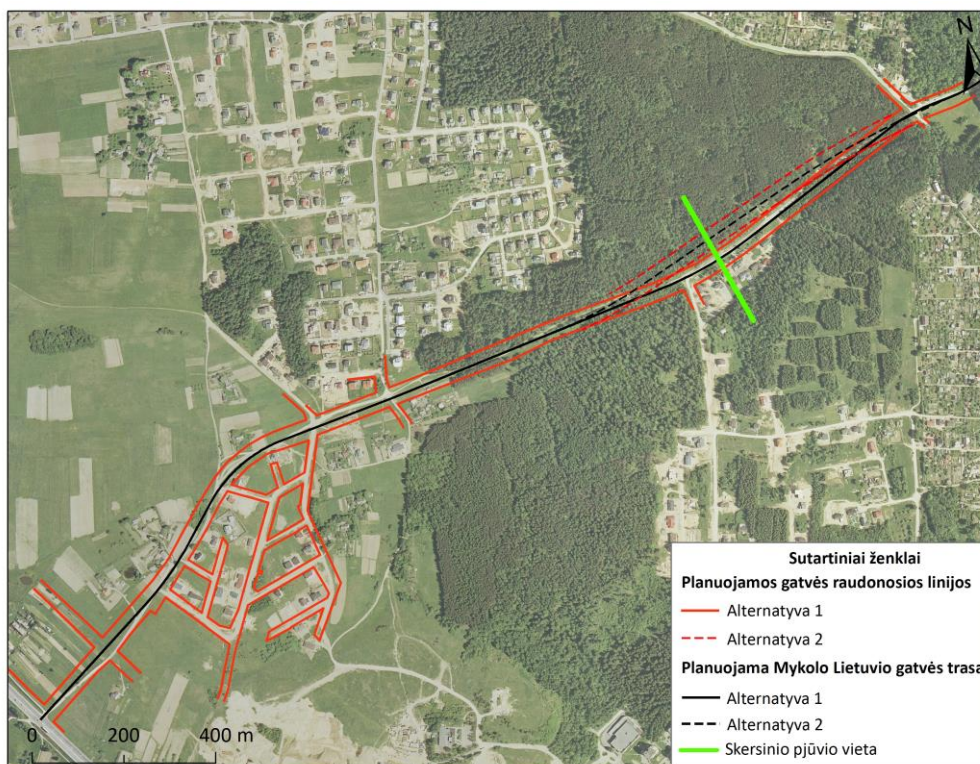 N
Sutartiniai ženklai
Planuojamos gatvės raudonosios linijos
Alternatyva 1
Alternatyva 2
Planuojama Mykolo Lietuvio gatvės trasa
Alternatyva 1
Alternatyva 2
Skersinio pjūvio vieta
0 200 400 m